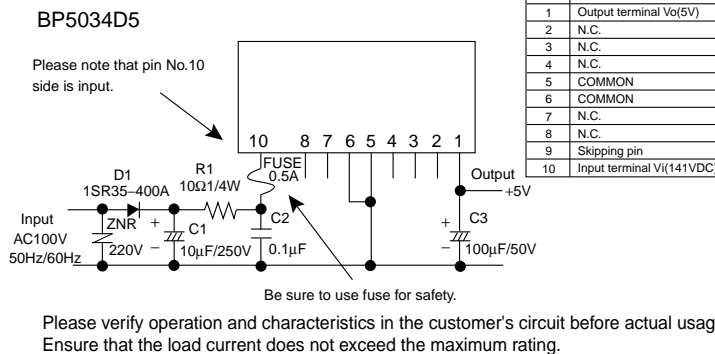 BP5034D5
Please note that pin No.10
side is input.
1 Output terminal Vo(5V)
2 N.C.
3 N.C.
4 N.C.
5 COMMON
6 COMMON
7 N.C.
8 N.C.
9 Skipping pin
10 Input terminal Vi(141VDC)
10 8 7 6 5 4 3 2 1
FUSE
0.5A
D1
1SR35–400A
R1
10Ω1/4W
Output
+5V
Input
AC100V
50Hz/60Hz
ZNR
220V
+
–
C1
10µF/250V
C2
0.1µF
+
–
C3
100µF/50V
Be sure to use fuse for safety.
Please verify operation and characteristics in the customer's circuit before actual usag
Ensure that the load current does not exceed the maximum rating.